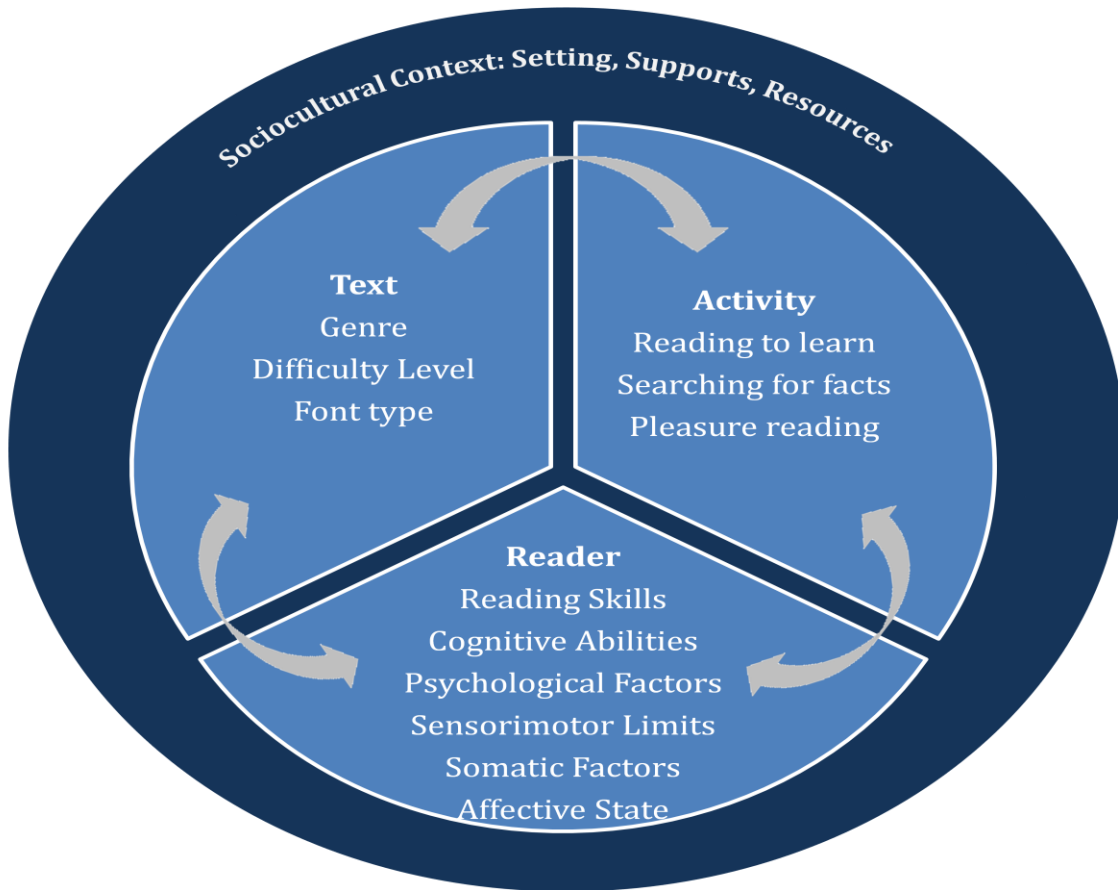 Sociocultural Context: Setting, Supports, Resources
Text
Genre
Difficulty Level
Font type
Activity
Reading to learn
Searching for facts
Pleasure reading
Reader
Reading Skills
Cognitive Abilities
Psychological Factors
Sensorimotor Limits
Somatic Factors
Affective State